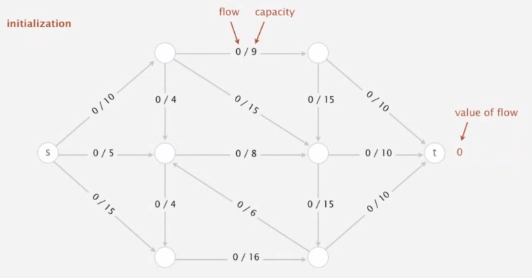 flow capacity
initialization
0 / 9
0 / 10
0 / 4
0 / 15
0 / 15
0 / 10
value of flow
s
0 / 5
0 / 8
0 / 10
t
0
0 / 15
0 / 4
0 / 6
0 / 15
0 / 10
0 / 16